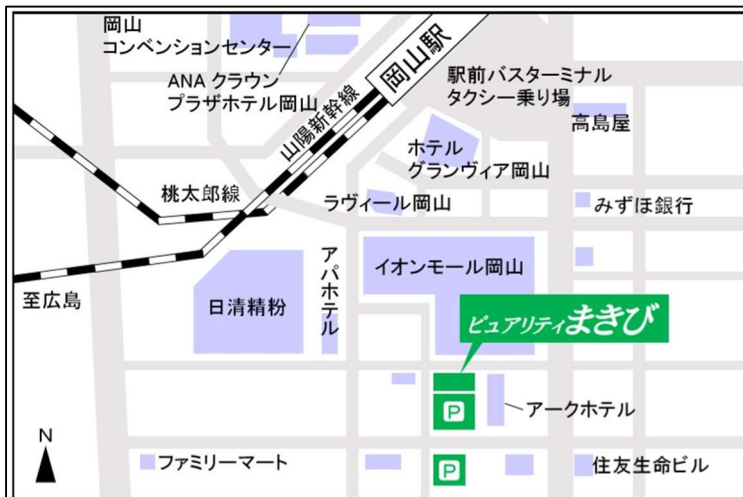 岡山
コンベンションセンター
ANA クラウン
プラザホテル岡山
岡山駅
駅前バスターミナル
タクシー乗り場
高島屋
山陽新幹線
ホテル
グランヴィア岡山
桃太郎線
ラヴィール岡山
みずほ銀行
至広島
日清精粉
アパホテル
イオンモール岡山
ピュアリティまきび
P
アークホテル
N
ファミリーマート
P
住友生命ビル